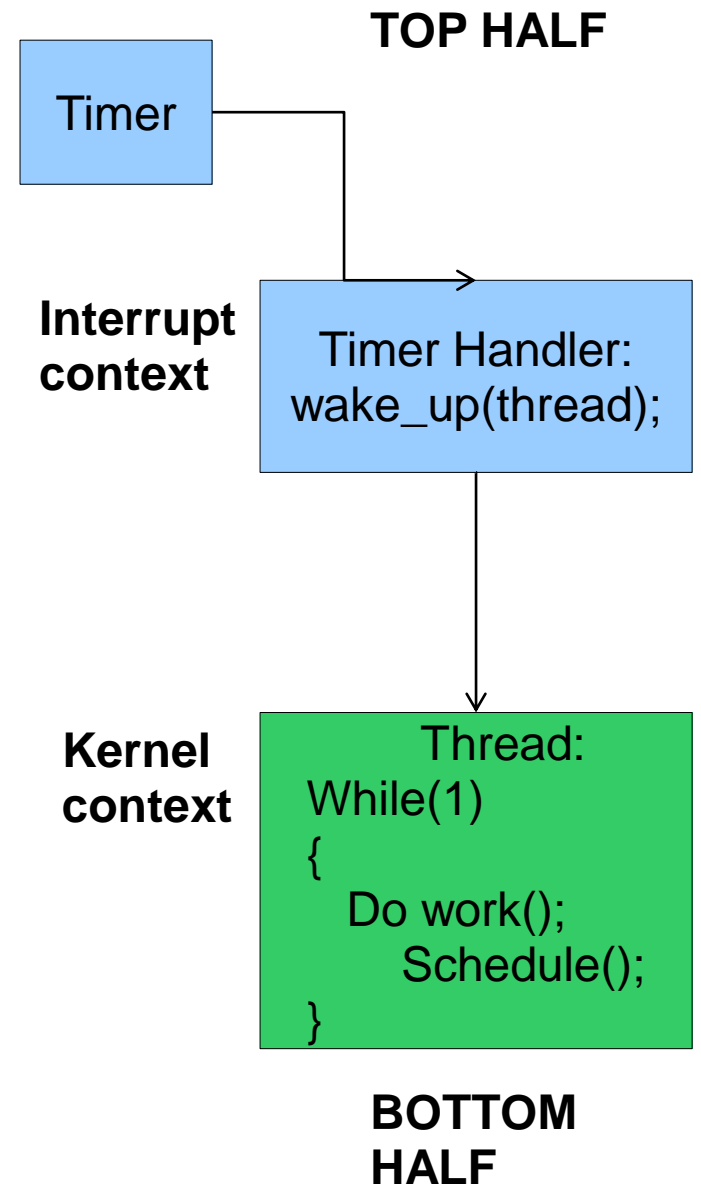 TOP HALF
Timer
Interrupt
context
Timer Handler:
wake_up(thread);
Kernel
context
Thread:
While(1)
{
Do work();
Schedule();
}
BOTTOM
HALF